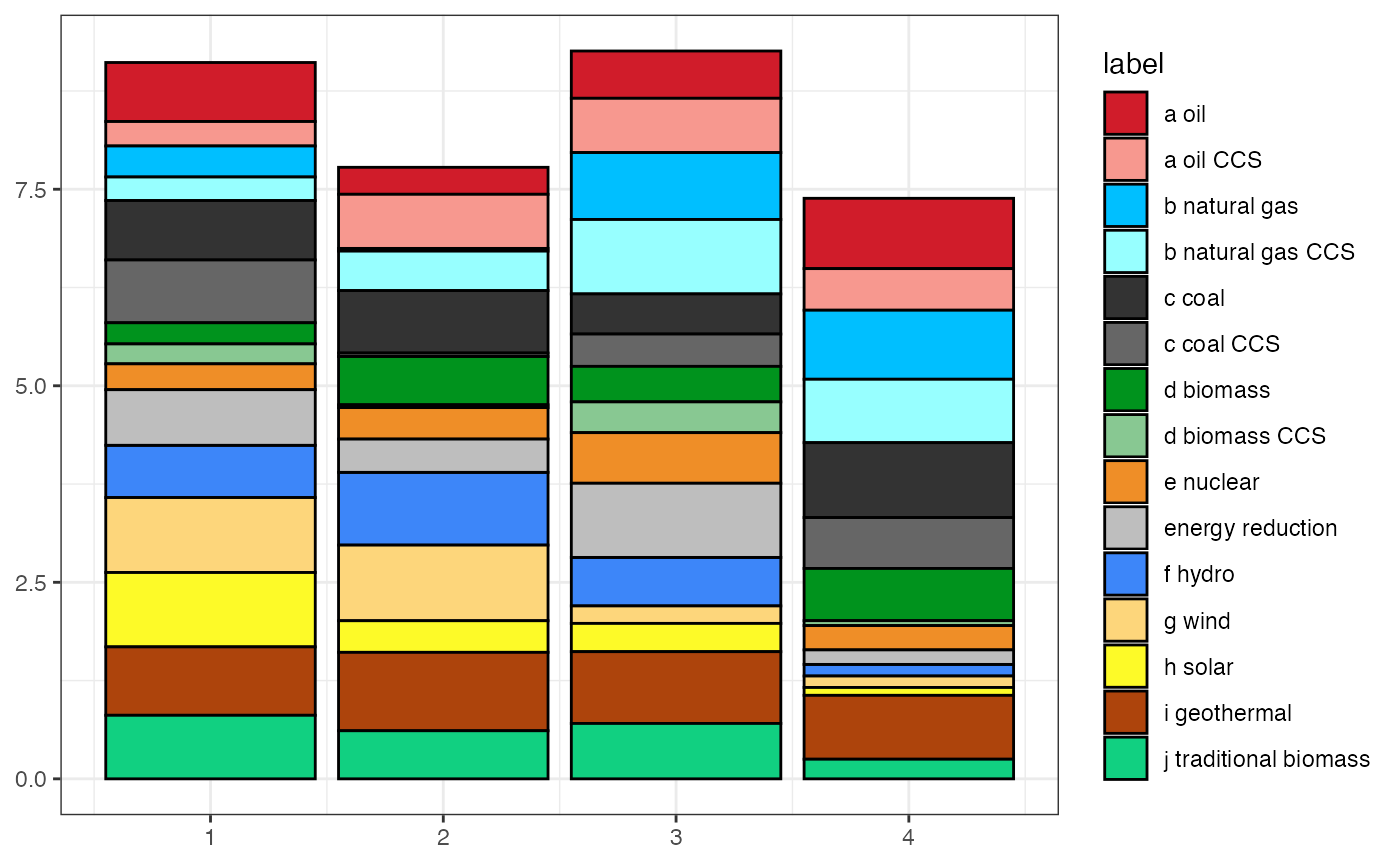 7.5
5.0
2.5
0.0
1
2
3
4
label
a oil
a oil CCS
b natural gas
b natural gas CCS
c coal
c coal CCS
d biomass
d biomass CCS
e nuclear
energy reduction
f hydro
g wind
h solar
i geothermal
j traditional biomass